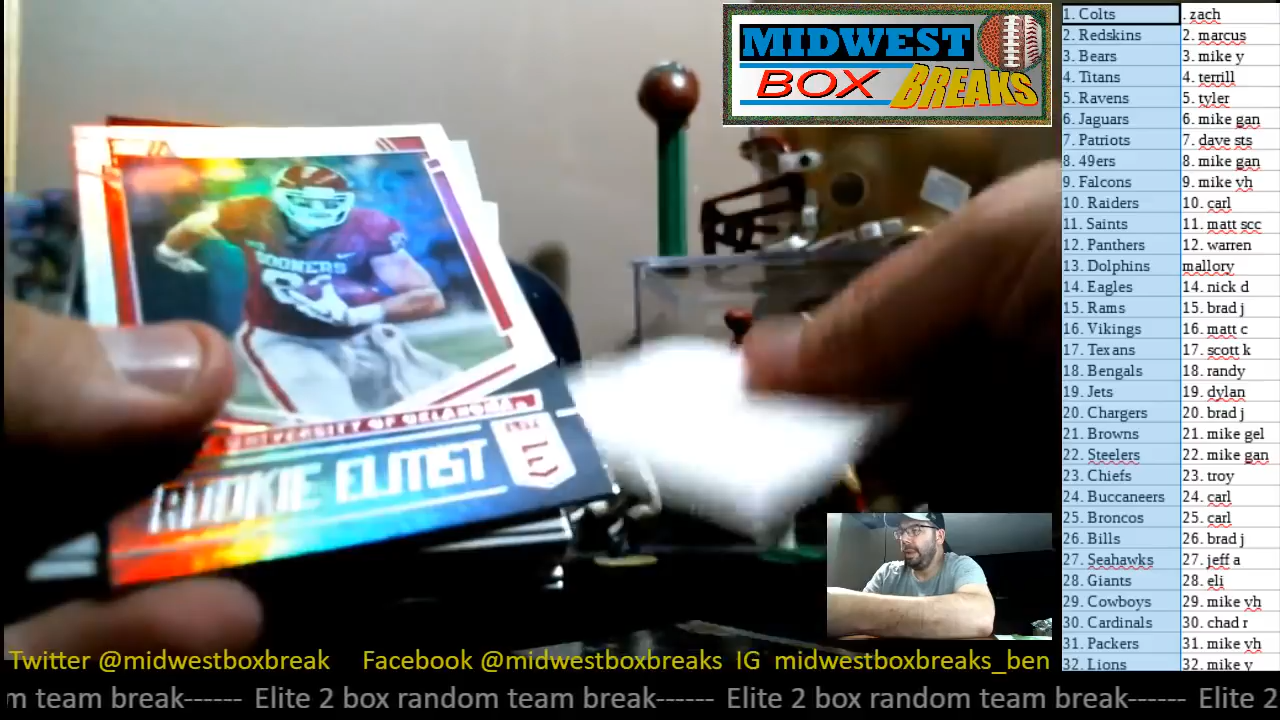 MIDWEST
BOX BREAKS
SOONERS
UNIVERSITY OF OKLAHOMA
ELITE
1. Colts . zach
2. Redskins 2. marcus
3. Bears 3. mike y
4. Titans 4. terrill
5. Ravens 5. tyler
6. Jaguars 6. mike gan
7. Patriots 7. dave sts
8. 49ers 8. mike gan
9. Falcons 9. mike vh
10. Raiders 10. carl
11. Saints 11. matt scc
12. Panthers 12. warren
13. Dolphins mallory
14. Eagles 14. nick d
15. Rams 15. brad j
16. Vikings 16. matt c
17. Texans 17. scott k
18. Bengals 18. randy
19. Jets 19. dylan
20. Chargers 20. brad j
21. Browns 21. mike gel
22. Steelers 22. mike gan
23. Chiefs 23. troy
24. Buccaneers 24. carl
25. Broncos 25. carl
26. Bills 26. brad j
27. Seahawks 27. jeff a
28. Giants 28. eli
29. Cowboys 29. mike vh
30. Cardinals 30. chad r
31. Packers 31. mike vh
32. Lions 32. mike y
Twitter @midwestboxbreak Facebook @midwestboxbreaks IG midwestboxbreaks_ben
m team break------ Elite 2 box random team break------ Elite 2 box random team break------ Elite 2